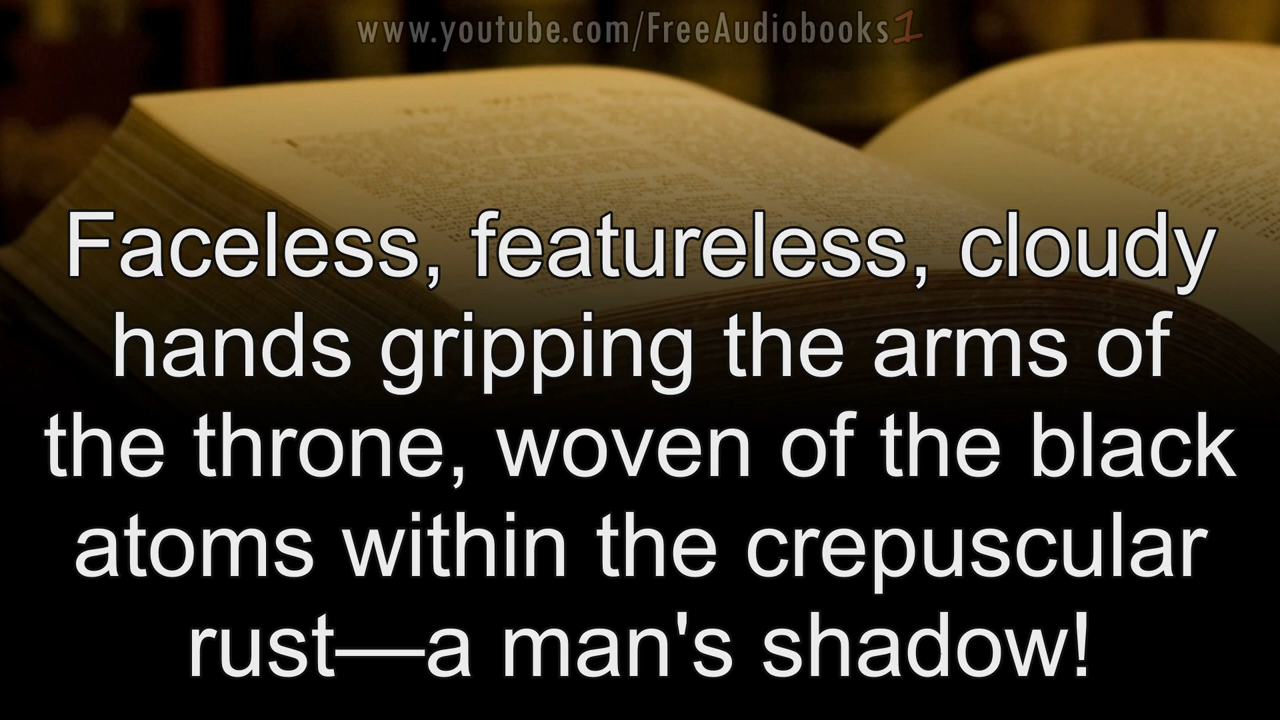 www.youtube.com/FreeAudiobooks1
Faceless, featureless, cloudy
hands gripping the arms of
the throne, woven of the black
atoms within the crepuscular
rust—a man's shadow!